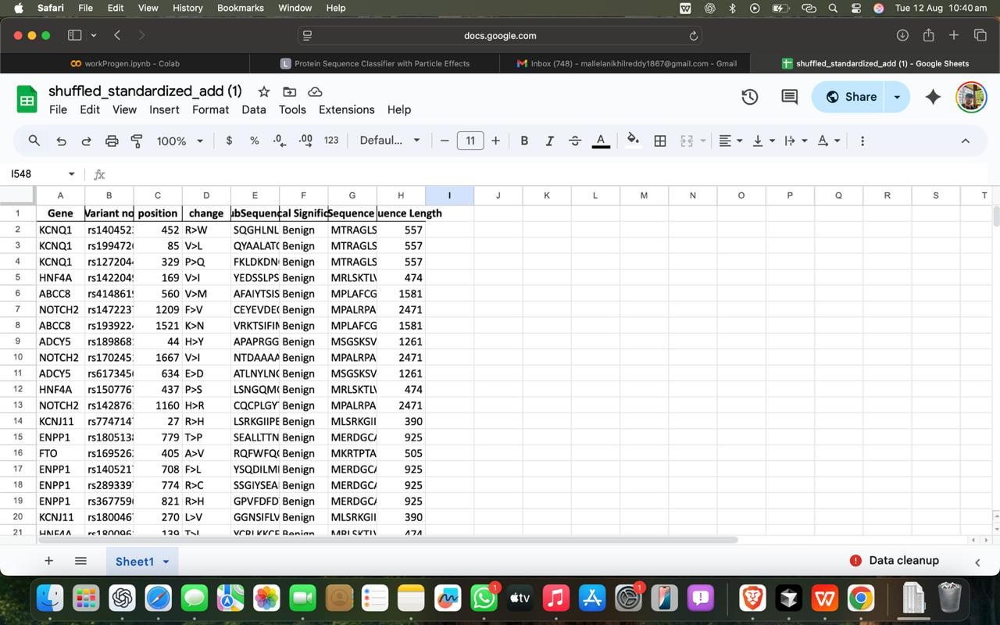 Safari File Edit View History Bookmarks Window Help Tue 12 Aug 10:40 am
docs.google.com
workProgen.ipynb - Colab
L Protein Sequence Classifier with Particle Effects
Inbox (748) - mallelanikhilreddy1867@gmail.com - Gmail
shuffled_standardized_add (1) - Google Sheets
shuffled_standardized_add (1)
File Edit View Insert Format Data Tools Extensions Help
Share
100% $ % .0 .00 123 Defaul... − 11 + B I S A
I548 fx
A B C D E F G H I J K L M N O P Q R S T
1 Gene Variant no position change ubSequenc cal Signific Sequence uence Length
2 KCNQ1 rs140452 452 R>W SQGHLNL Benign MTRAGLS 557
3 KCNQ1 rs199472 85 V>L QYAALAT Benign MTRAGLS 557
4 KCNQ1 rs127204 329 P>Q FKLDKDN Benign MTRAGLS 557
5 HNF4A rs142204 169 V>I YEDSSLPS Benign MRLSKTL 474
6 ABCC8 rs414861 560 V>M AFAIYTSIS Benign MPLAFCG 1581
7 NOTCH2 rs147223 1209 F>V CEYEVDE Benign MPALRPA 2471
8 ABCC8 rs193922 1521 K>N VRKTSIFI Benign MPLAFCG 1581
9 ADCY5 rs189868 44 H>Y APAPRGG Benign MSGSKSV 1261
10 NOTCH2 rs170245 1667 V>I NTDAAAA Benign MPALRPA 2471
11 ADCY5 rs617345 634 E>D ATLNYLN Benign MSGSKSV 1261
12 HNF4A rs150776 437 P>S LSNGQM Benign MRLSKTL 474
13 NOTCH2 rs142876 1160 H>R CQCPLGY Benign MPALRPA 2471
14 KCNJ11 rs774714 27 R>H LSRKGIIPE Benign MLSRKGII 390
15 ENPP1 rs180513 779 T>P SEALLTTN Benign MERDGC 925
16 FTO rs169526 405 A>V RQFWFQ Benign MKRTPTA 505
17 ENPP1 rs140521 708 F>L YSQDILM Benign MERDGC 925
18 ENPP1 rs289339 774 R>C SSGIYSEA Benign MERDGC 925
19 ENPP1 rs367759 821 R>H GPVFDFD Benign MERDGC 925
20 KCNJ11 rs180046 270 L>V GGNSIFLV Benign MLSRKGII 390
21 HNF4A rs180096 139 T>I YCRLKKCF Benign MRLSKTL 474
Sheet1
Data cleanup
1 tv 1